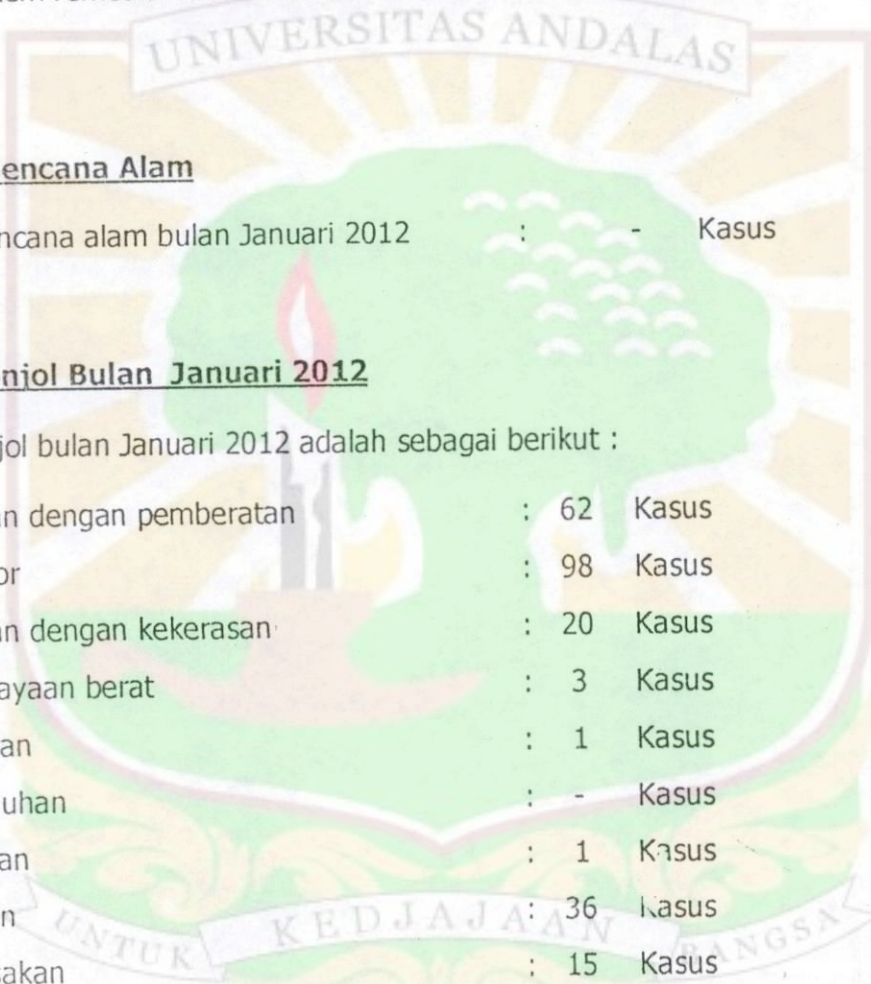 UNIVERSITAS ANDALAS
encana Alam
ncana alam bulan Januari 2012 : - Kasus
njol Bulan Januari 2012
jol bulan Januari 2012 adalah sebagai berikut :
n dengan pemberatan : 62 Kasus
or : 98 Kasus
n dengan kekerasan : 20 Kasus
ayaan berat : 3 Kasus
an : 1 Kasus
uhan : - Kasus
an : 1 Kasus
n : 36 Kasus
UNTUK KEDJAJAAN BANGSA
sakan : 15 Kasus